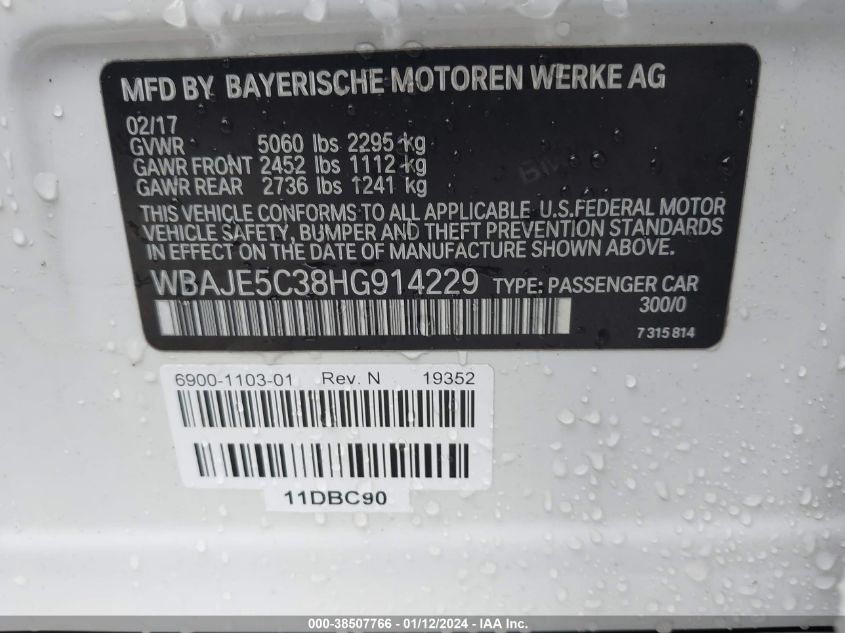 MFD BY BAYERISCHE MOTOREN WERKE AG
02/17
GVWR 5060 lbs 2295 kg
GAWR FRONT 2452 lbs 1112 kg
GAWR REAR 2736 lbs 1241 kg
THIS VEHICLE CONFORMS TO ALL APPLICABLE U.S.FEDERAL MOTOR
VEHICLE SAFETY, BUMPER AND THEFT PREVENTION STANDARDS
IN EFFECT ON THE DATE OF MANUFACTURE SHOWN ABOVE.
WBAJE5C38HG914229 TYPE: PASSENGER CAR
300/0
7 315 814
6900-1103-01 Rev. N 19352
11DBC90
000-38507766 - 01/12/2024 - IAA Inc.